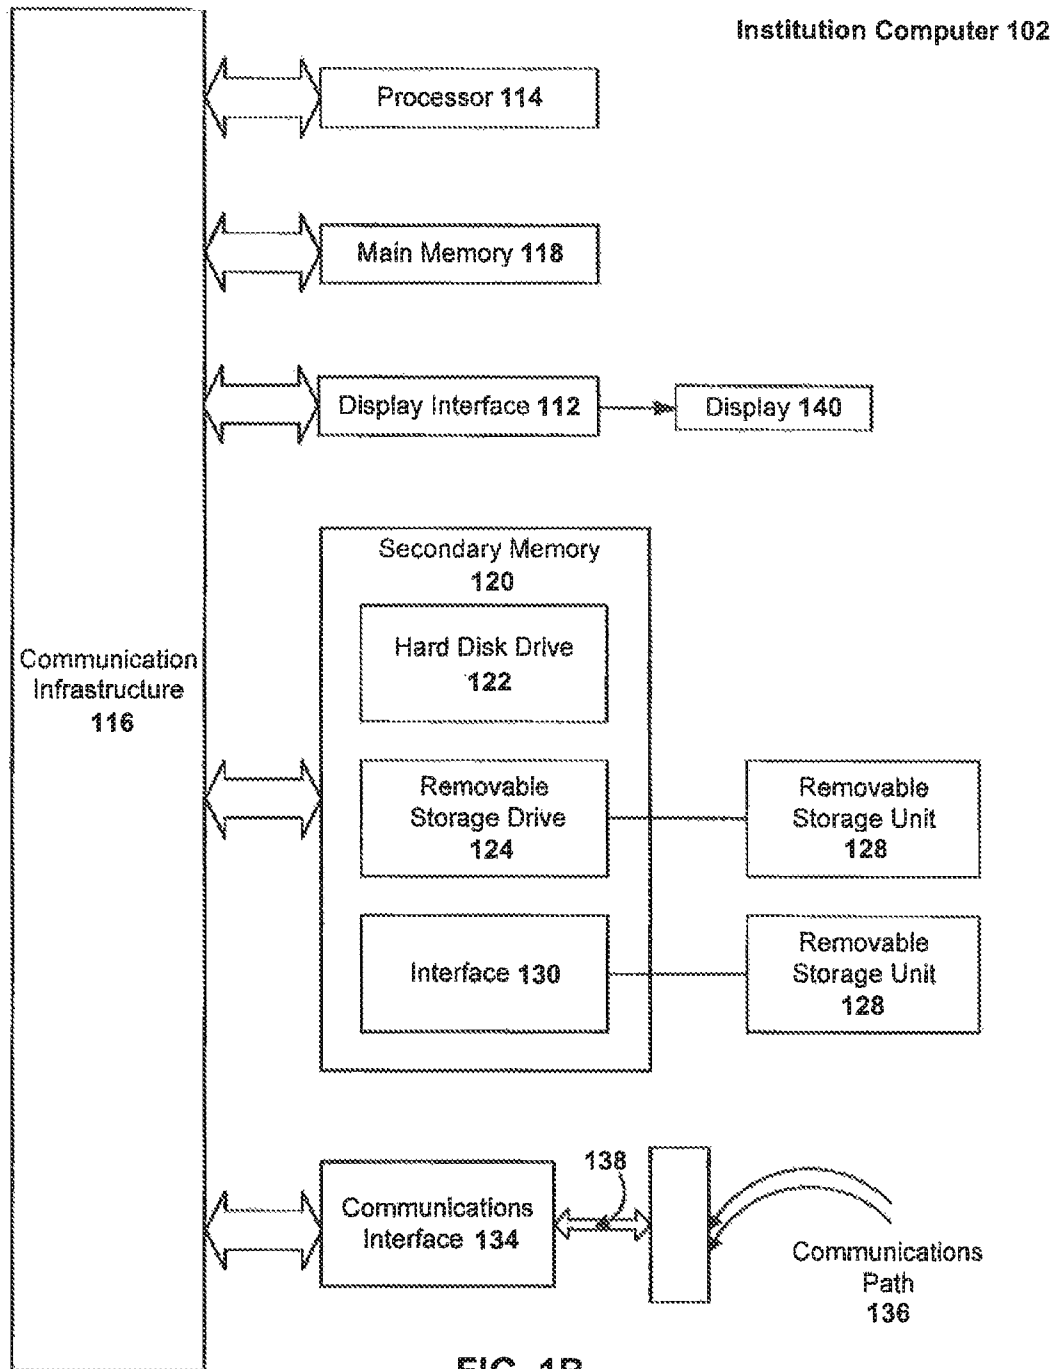 Institution Computer 102
Processor 114
Main Memory 118
Display Interface 112
Display 140
Secondary Memory
120
Hard Disk Drive
122
Communication
Infrastructure
116
Removable
Storage Drive
124
Removable
Storage Unit
128
Interface 130
Removable
Storage Unit
128
138
Communications
Interface 134
Communications
Path
136
FIG. 1B